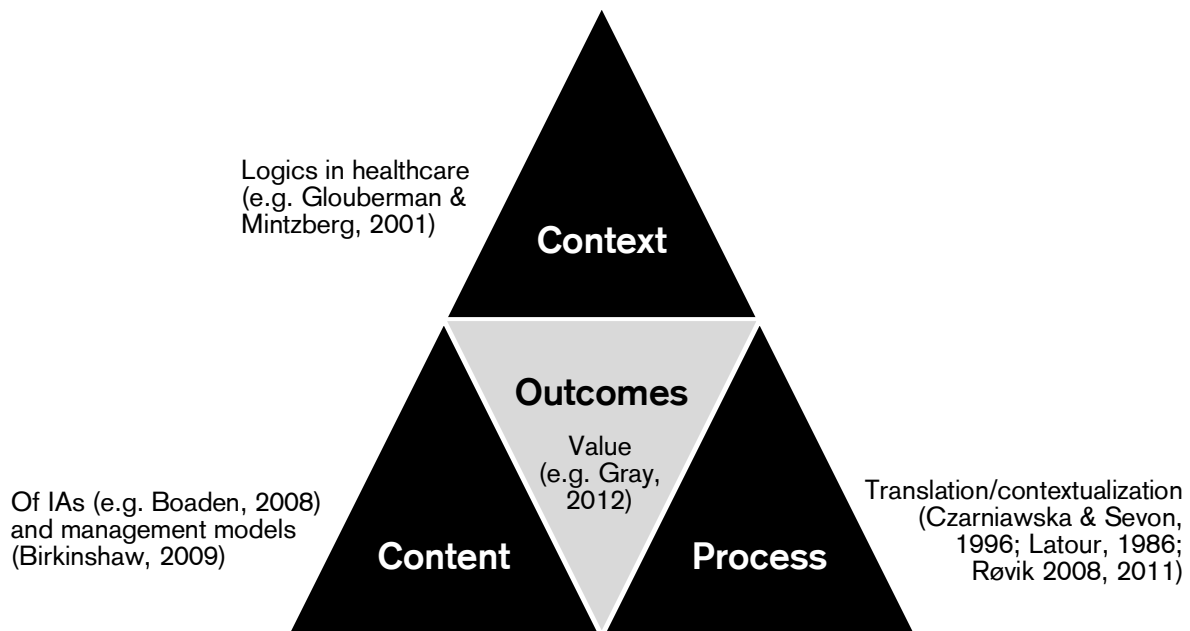 Logics in healthcare
(e.g. Glouberman &
Mintzberg, 2001)
Context
Outcomes
Value
(e.g. Gray,
2012)
Of IAs (e.g. Boaden, 2008)
and management models
(Birkinshaw, 2009)
Content
Process
Translation/contextualization
(Czarniawska & Sevon,
1996; Latour, 1986;
Røvik 2008, 2011)